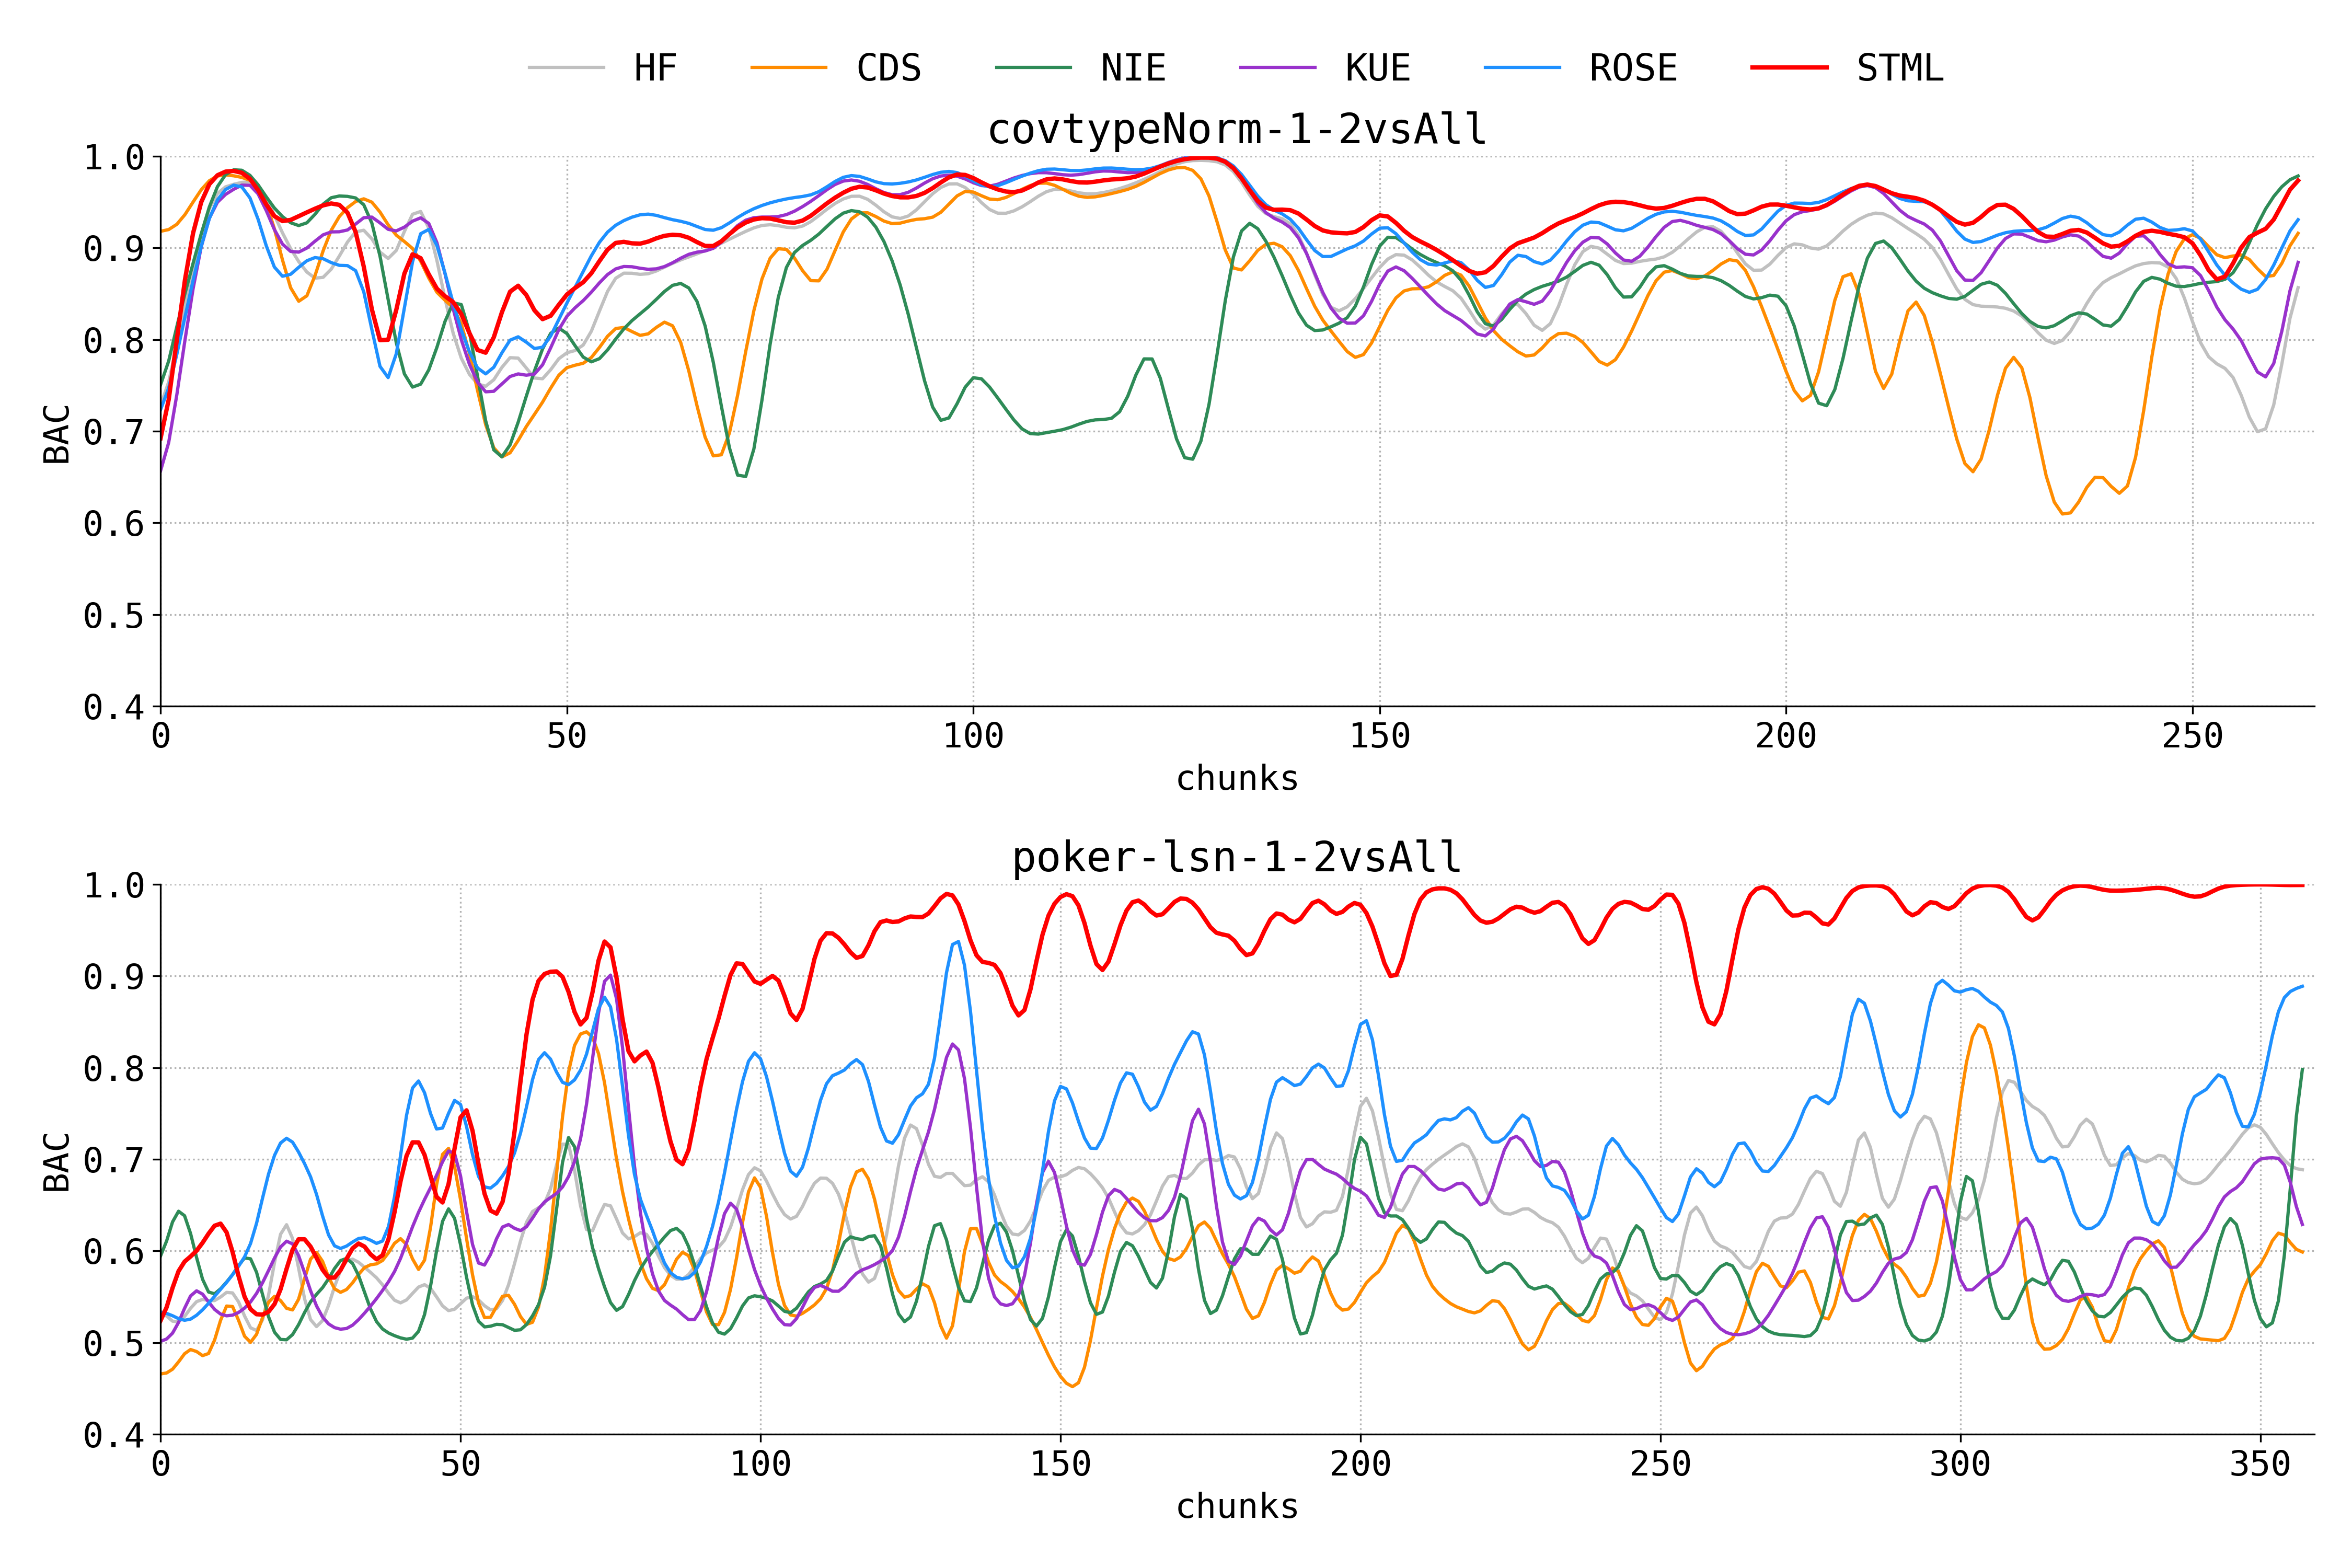 HF CDS NIE KUE ROSE STML
covtypeNorm-1-2vsAll
1.0
0.9
0.8
0.7
0.6
0.5
0.4
BAC
0 50 100 150 200 250
chunks
poker-lsn-1-2vsAll
1.0
0.9
0.8
0.7
0.6
0.5
0.4
BAC
0 50 100 150 200 250 300 350
chunks